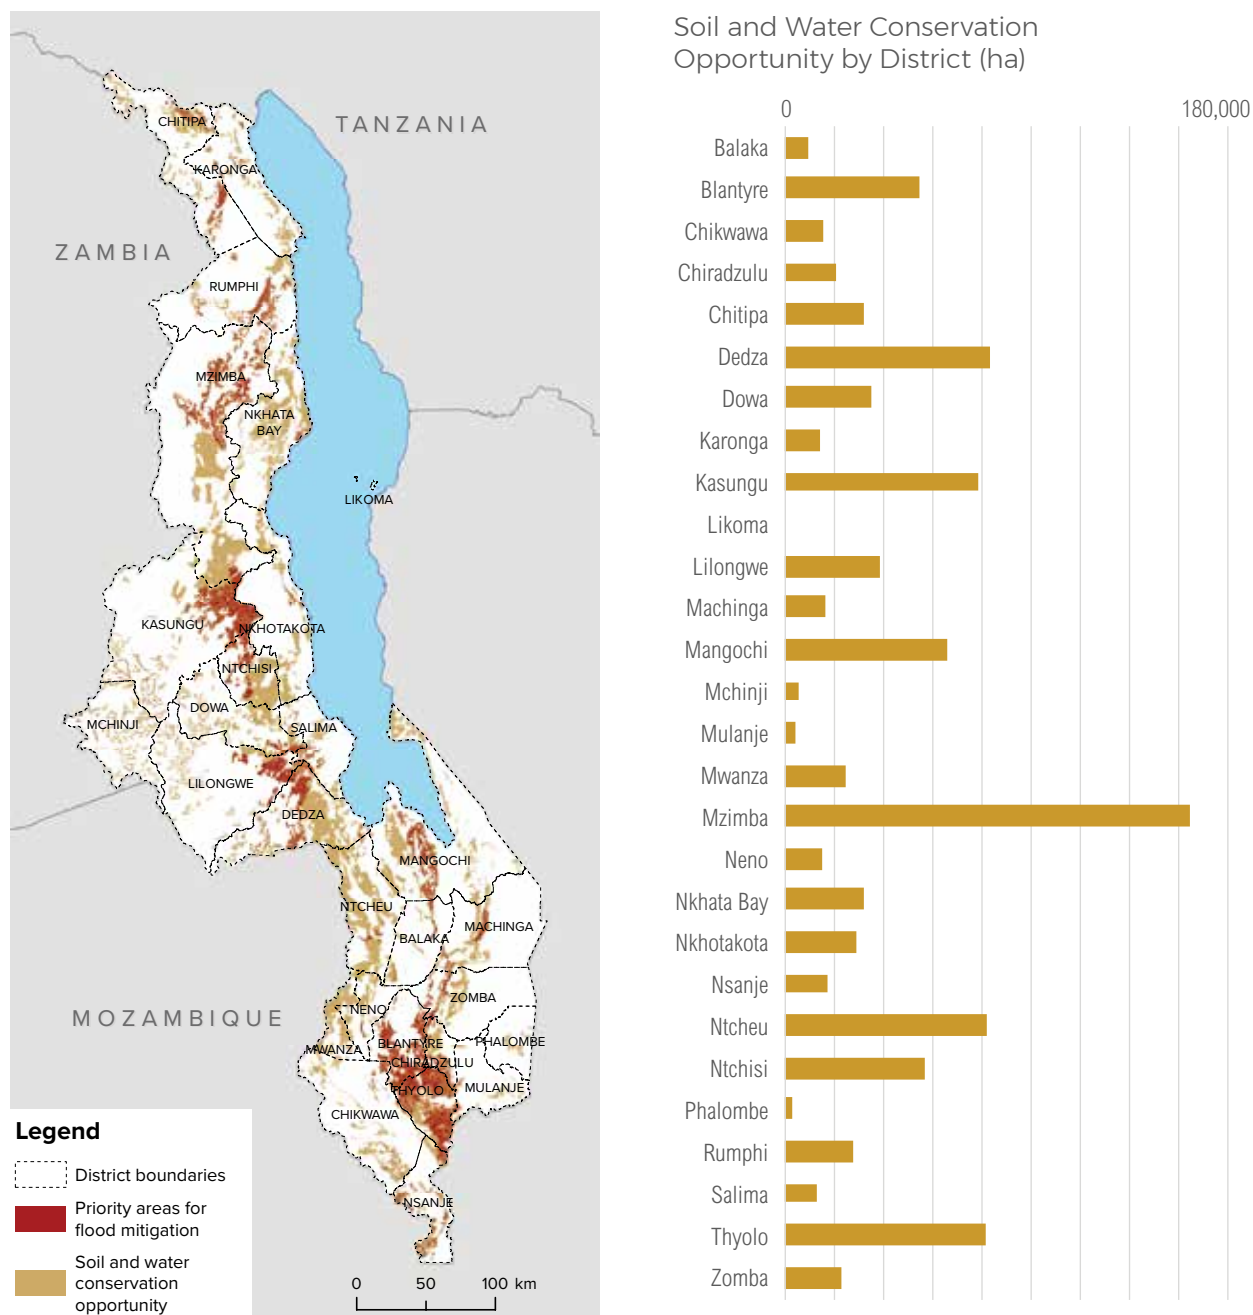 TANZANIA
CHITIPA
KARONGA
ZAMBIA
RUMPHI
MZIMBA
NKHATA
BAY
LIKOMA
KASUNGU
NKHOTAKOTA
NTCHISI
DOWA
MCHINJI
SALIMA
LILONGWE
DEDZA
MANGOCHI
NTCHEU
MACHINGA
BALAKA
ZOMBA
NENO
MOZAMBIQUE
BLANTYRE
PHALOMBE
MWANZA
CHIRADZULU
THYOLO
MULANJE
CHIKWAWA
NSANJE
Legend
District boundaries
Priority areas for
flood mitigation
Soil and water
conservation
opportunity
0 50 100 km
Soil and Water Conservation
Opportunity by District (ha)
0 180,000
Balaka
Blantyre
Chikwawa
Chiradzulu
Chitipa
Dedza
Dowa
Karonga
Kasungu
Likoma
Lilongwe
Machinga
Mangochi
Mchinji
Mulanje
Mwanza
Mzimba
Neno
Nkhata Bay
Nkhotakota
Nsanje
Ntcheu
Ntchisi
Phalombe
Rumphi
Salima
Thyolo
Zomba